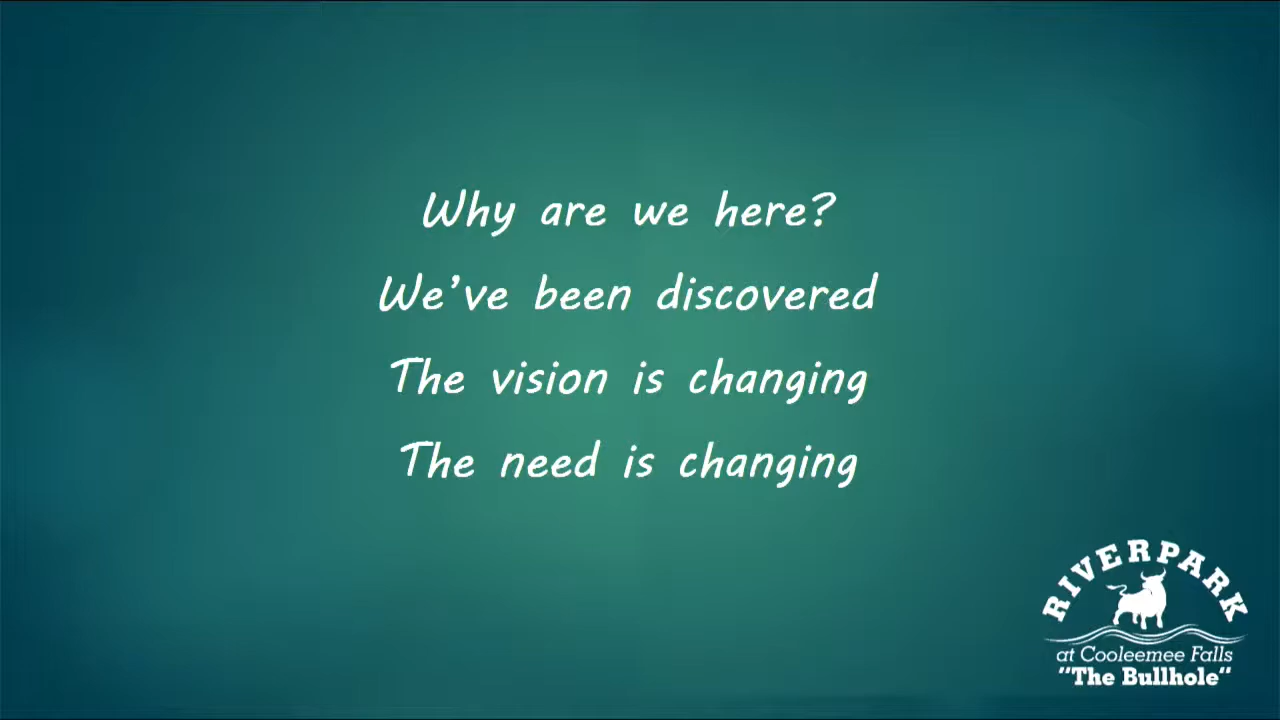 Why are we here?
We’ve been discovered
The vision is changing
The need is changing
RIVERPARK
at Cooleemee Falls
"The Bullhole"